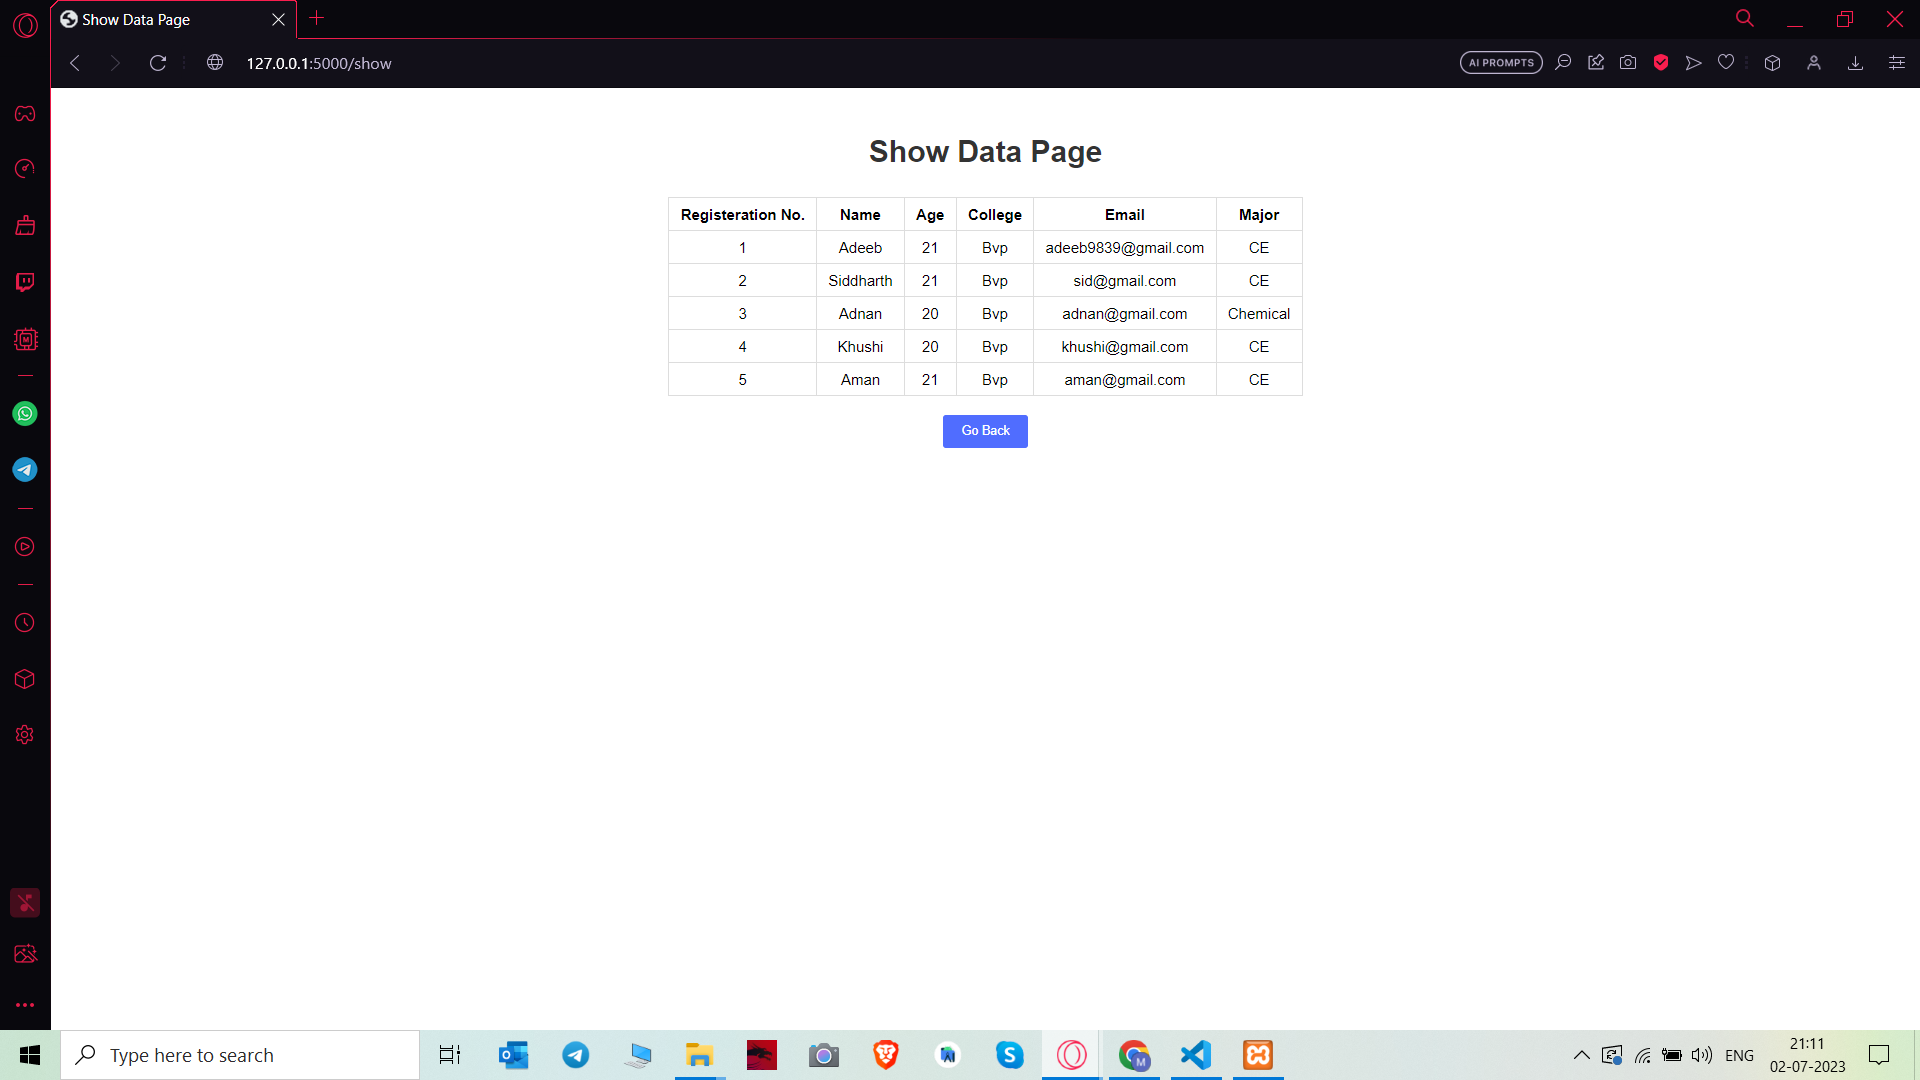 Show Data Page
127.0.0.1:5000/show
AI PROMPTS
Show Data Page
Registeration No. Name Age College Email Major
1 Adeeb 21 Bvp adeeb9839@gmail.com CE
2 Siddharth 21 Bvp sid@gmail.com CE
3 Adnan 20 Bvp adnan@gmail.com Chemical
4 Khushi 20 Bvp khushi@gmail.com CE
5 Aman 21 Bvp aman@gmail.com CE
Go Back
Type here to search
ENG
21:11
02-07-2023